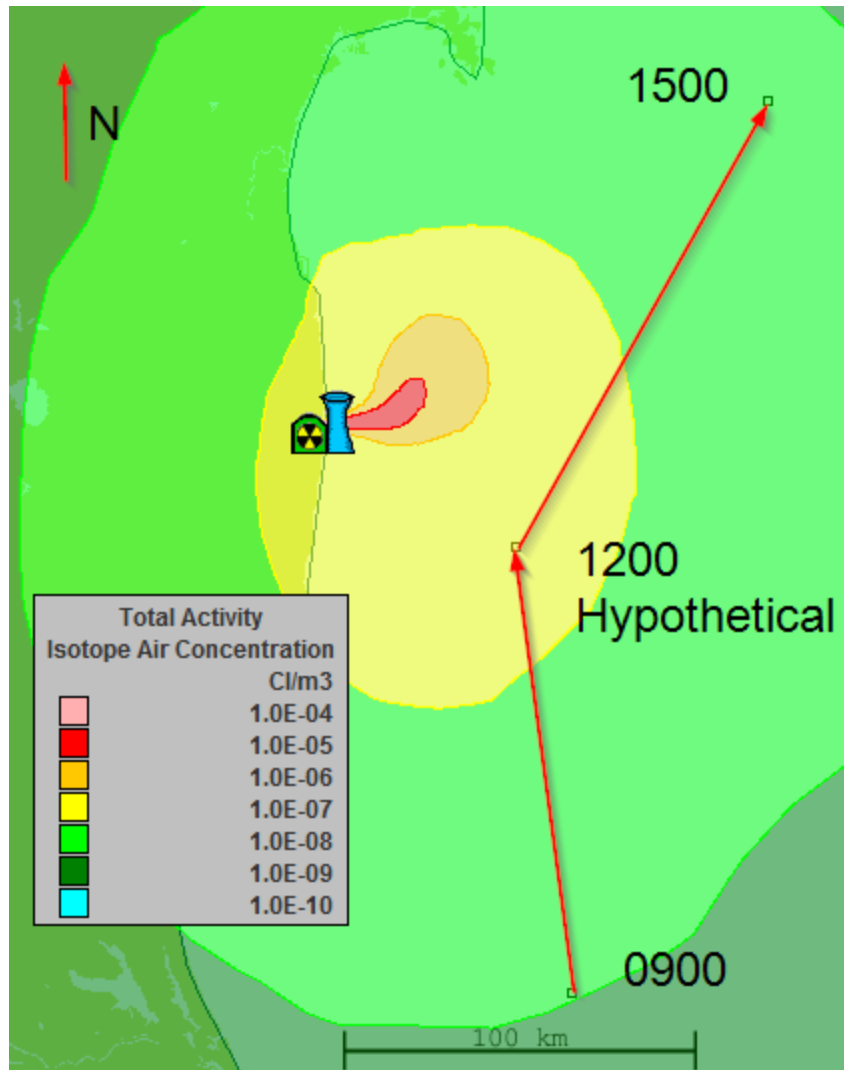 1500
N
1200
Hypothetical
Total Activity
Isotope Air Concentration
CI/m3
1.0E-04
1.0E-05
1.0E-06
1.0E-07
1.0E-08
1.0E-09
1.0E-10
0900
100 km